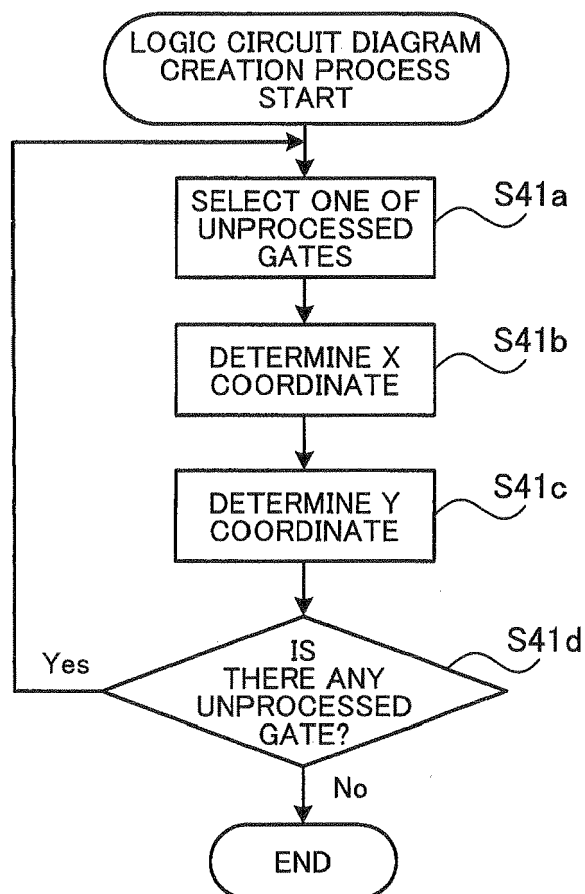 LOGIC CIRCUIT DIAGRAM
CREATION PROCESS
START
SELECT ONE OF
UNPROCESSED
GATES
S41a
DETERMINE X
COORDINATE
S41b
DETERMINE Y
COORDINATE
S41c
IS
THERE ANY
UNPROCESSED
GATE?
S41d
Yes
No
END